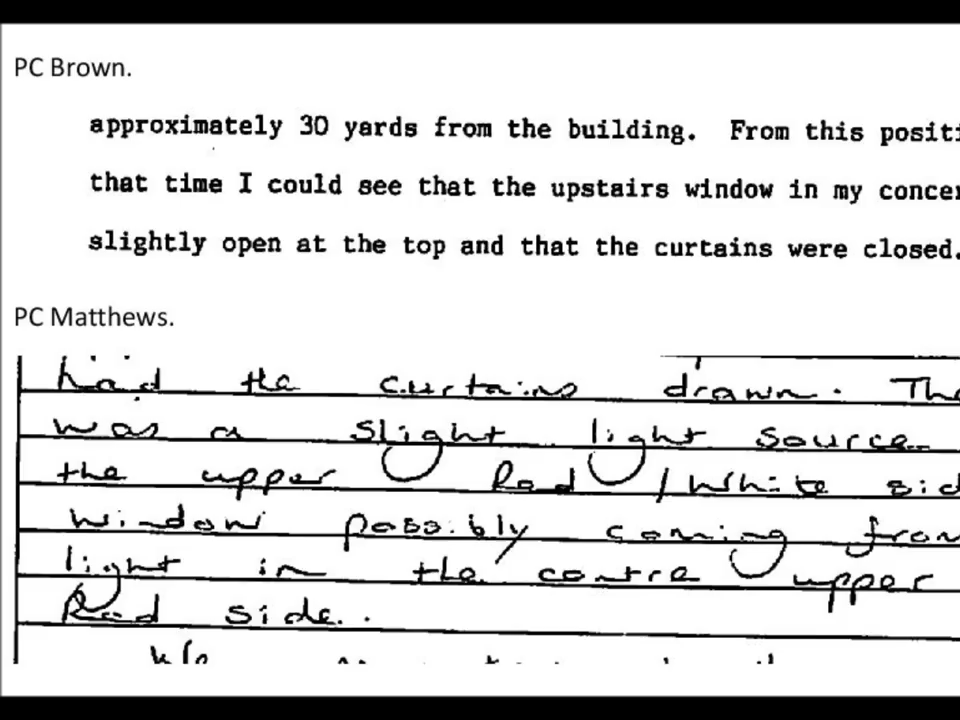 PC Brown.
approximately 30 yards from the building. From this positi
that time I could see that the upstairs window in my concer
slightly open at the top and that the curtains were closed.
PC Matthews.
had the curtains drawn. The
was a slight light source
the upper Red / White sid
window possibly coming from
light in the centre upper
Red side.
We